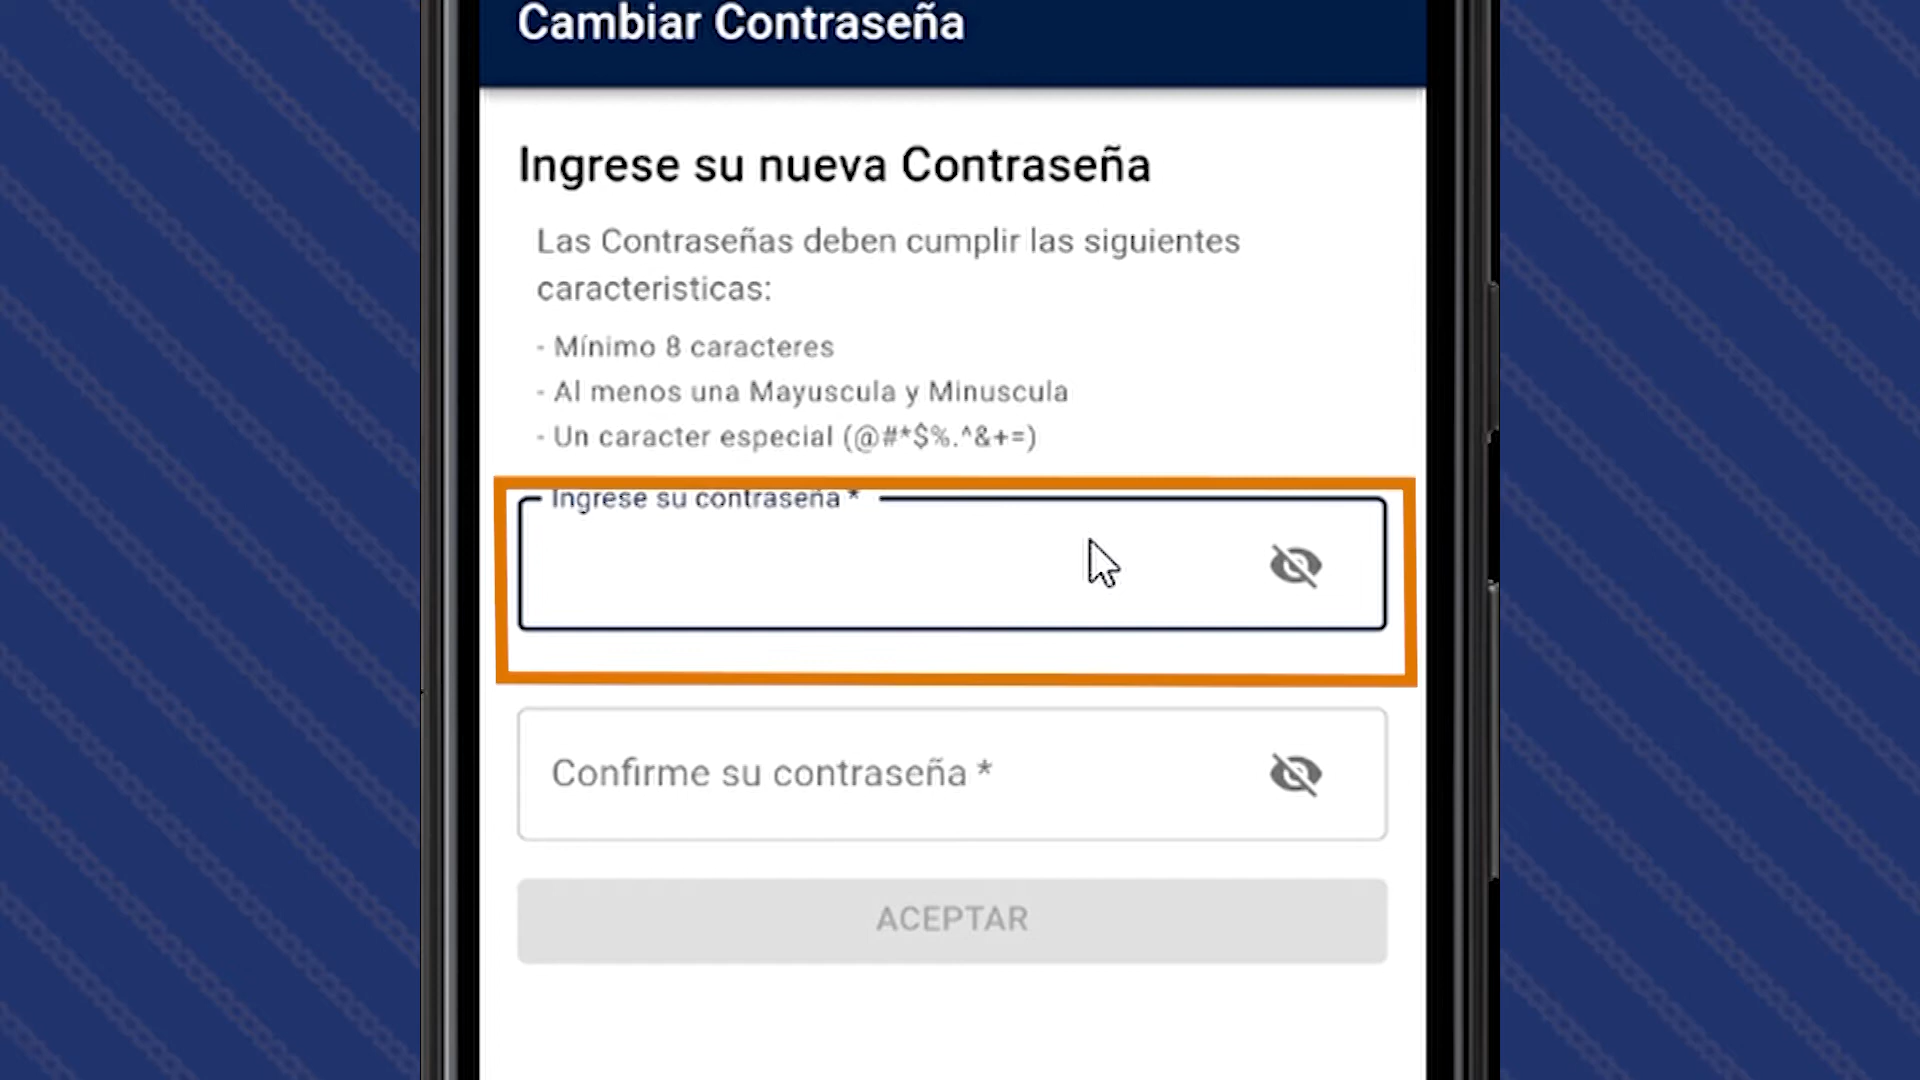 Cambiar Contraseña
Ingrese su nueva Contraseña
Las Contraseñas deben cumplir las siguientes
caracteristicas:
- Mínimo 8 caracteres
- Al menos una Mayuscula y Minuscula
- Un caracter especial (@#*$%.^&+=)
Ingrese su contraseña *
Confirme su contraseña *
ACEPTAR